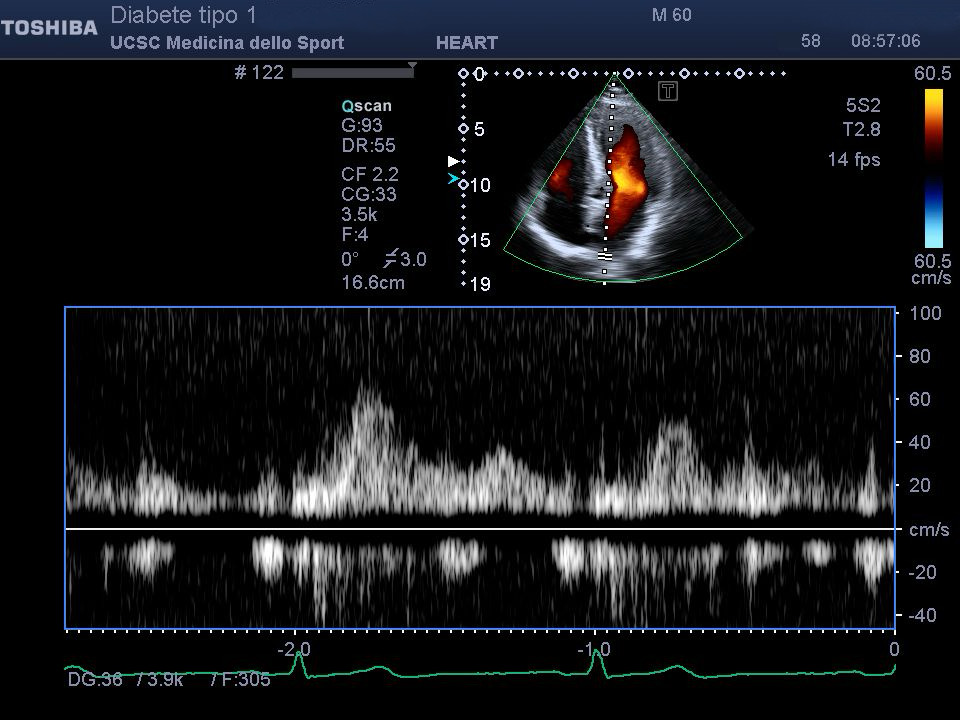 TOSHIBA
Diabete tipo 1
M 60
UCSC Medicina dello Sport HEART
58 08:57:06
# 122
0
60.5
T
Qscan
G:93
DR:55
5S2
T2.8
14 fps
5
CF 2.2
CG:33
3.5k
F:4
10
0° 3.0
16.6cm
15
19
60.5
cm/s
100
80
60
40
20
cm/s
-20
-40
-2.0 -1.0 0
DG:36 / 3.9k / F:305